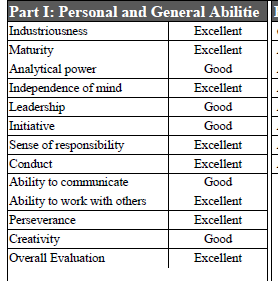 Part I: Personal and General Abilitie
Industriousness Excellent
Maturity Excellent
Analytical power Good
Independence of mind Excellent
Leadership Good
Initiative Good
Sense of responsibility Excellent
Conduct Excellent
Ability to communicate Good
Ability to work with others Excellent
Perseverance Excellent
Creativity Good
Overall Evaluation Excellent